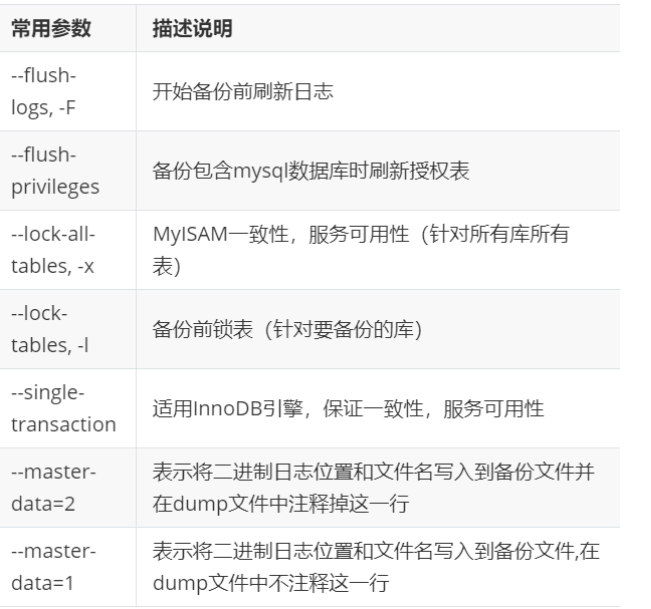 常用参数 描述说明
--flush-
logs, -F
开始备份前刷新日志
--flush-
privileges
备份包含mysql数据库时刷新授权表
--lock-all-
tables, -x
MyISAM一致性，服务可用性（针对所有库所有
表）
--lock-
tables, -l
备份前锁表（针对要备份的库）
--single-
transaction
适用InnoDB引擎，保证一致性，服务可用性
--master-
data=2
表示将二进制日志位置和文件名写入到备份文件并
在dump文件中注释掉这一行
--master-
data=1
表示将二进制日志位置和文件名写入到备份文件,在
dump文件中不注释这一行